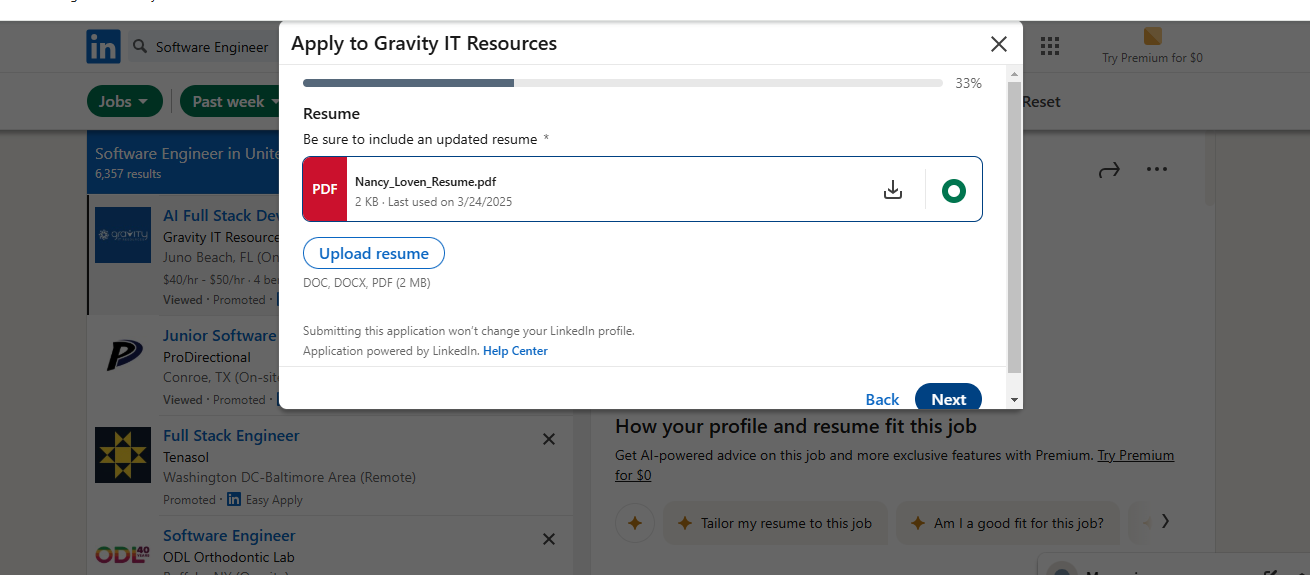 in
Software Engineer
Try Premium for $0
Jobs
Past week
Reset
Apply to Gravity IT Resources
33%
Resume
Be sure to include an updated resume *
PDF
Nancy_Loven_Resume.pdf
2 KB · Last used on 3/24/2025
Upload resume
DOC, DOCX, PDF (2 MB)
Submitting this application won't change your LinkedIn profile.
Application powered by LinkedIn. Help Center
Back
Next
Software Engineer in Unite
6,357 results
gravity
AI Full Stack Dev
Gravity IT Resource
Juno Beach, FL (On
$40/hr - $50/hr · 4 be
Viewed · Promoted ·
Junior Software
ProDirectional
Conroe, TX (On-sit
Viewed · Promoted ·
Full Stack Engineer
Tenasol
Washington DC-Baltimore Area (Remote)
Promoted · in Easy Apply
Software Engineer
ODL 40
ODL Orthodontic Lab
How your profile and resume fit this job
Get AI-powered advice on this job and more exclusive features with Premium. Try Premium
for $0
Tailor my resume to this job
Am I a good fit for this job?